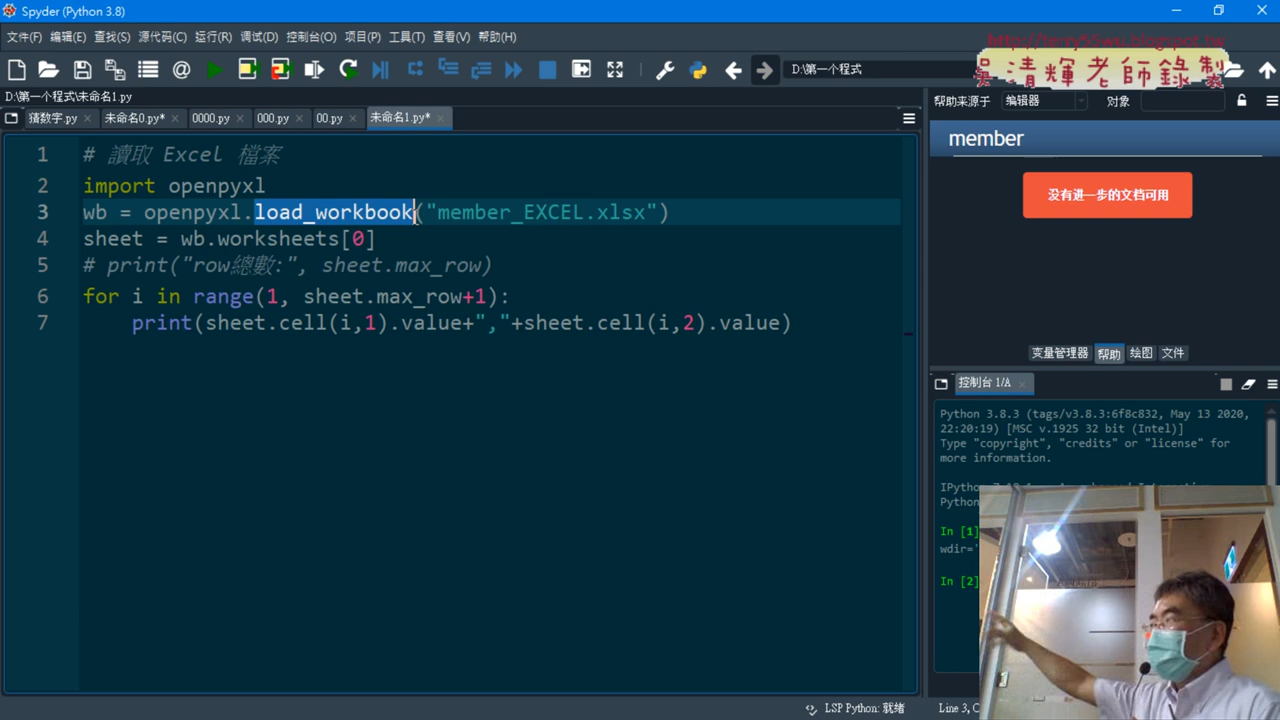 Spyder (Python 3.8)
文件(F) 编辑(E) 查找(S) 源代码(C) 运行(R) 调试(D) 控制台(O) 项目(P) 工具(T) 查看(V) 帮助(H)
http://terry55wu.blogspot.tw
D:\第一个程式
吳清輝老師錄製
D:\第一个程式\未命名1.py
猜数字.py 未命名0.py* 0000.py 000.py 00.py 未命名1.py*
1 # 讀取 Excel 檔案
2 import openpyxl
3 wb = openpyxl.load_workbook("member_EXCEL.xlsx")
4 sheet = wb.worksheets[0]
5 # print("row總數:", sheet.max_row)
6 for i in range(1, sheet.max_row+1):
7 print(sheet.cell(i,1).value+","+sheet.cell(i,2).value)
帮助来源于 编辑器 对象
member
没有进一步的文档可用
变量管理器 帮助 绘图 文件
控制台 1/A
Python 3.8.3 (tags/v3.8.3:6f8c832, May 13 2020,
22:20:19) [MSC v.1925 32 bit (Intel)]
Type "copyright", "credits" or "license" for
more information.
IPython
Python
In [1]
wdir='
In [2]
LSP Python: 就绪 Line 3, C